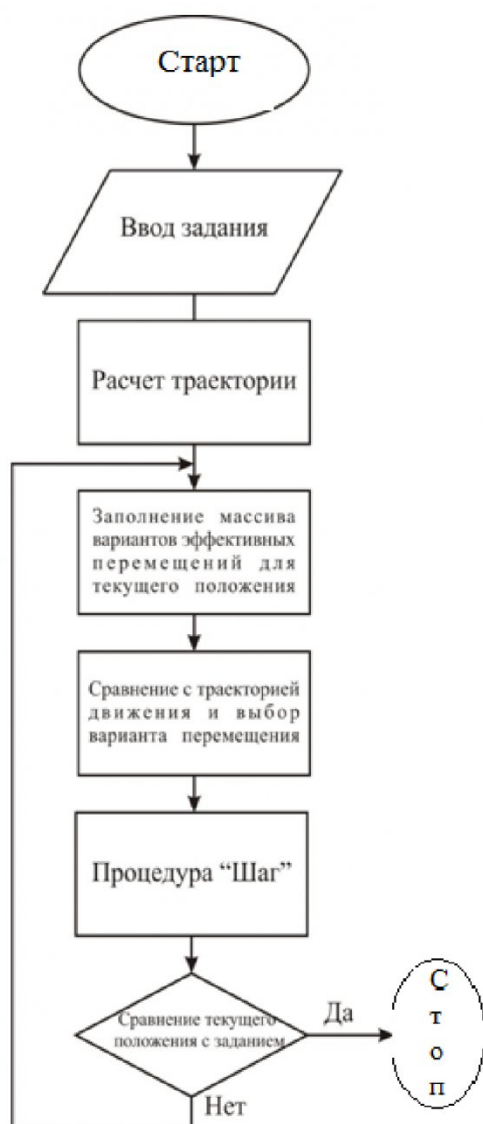 Старт
Ввод задания
Расчет траектории
Заполнение массива
вариантов эффективных
перемещений для
текущего положения
Сравнение с траекторией
движения и выбор
варианта перемещения
Процедура “Шаг”
Сравнение текущего
положения с заданием
Да
С
т
о
п
Нет